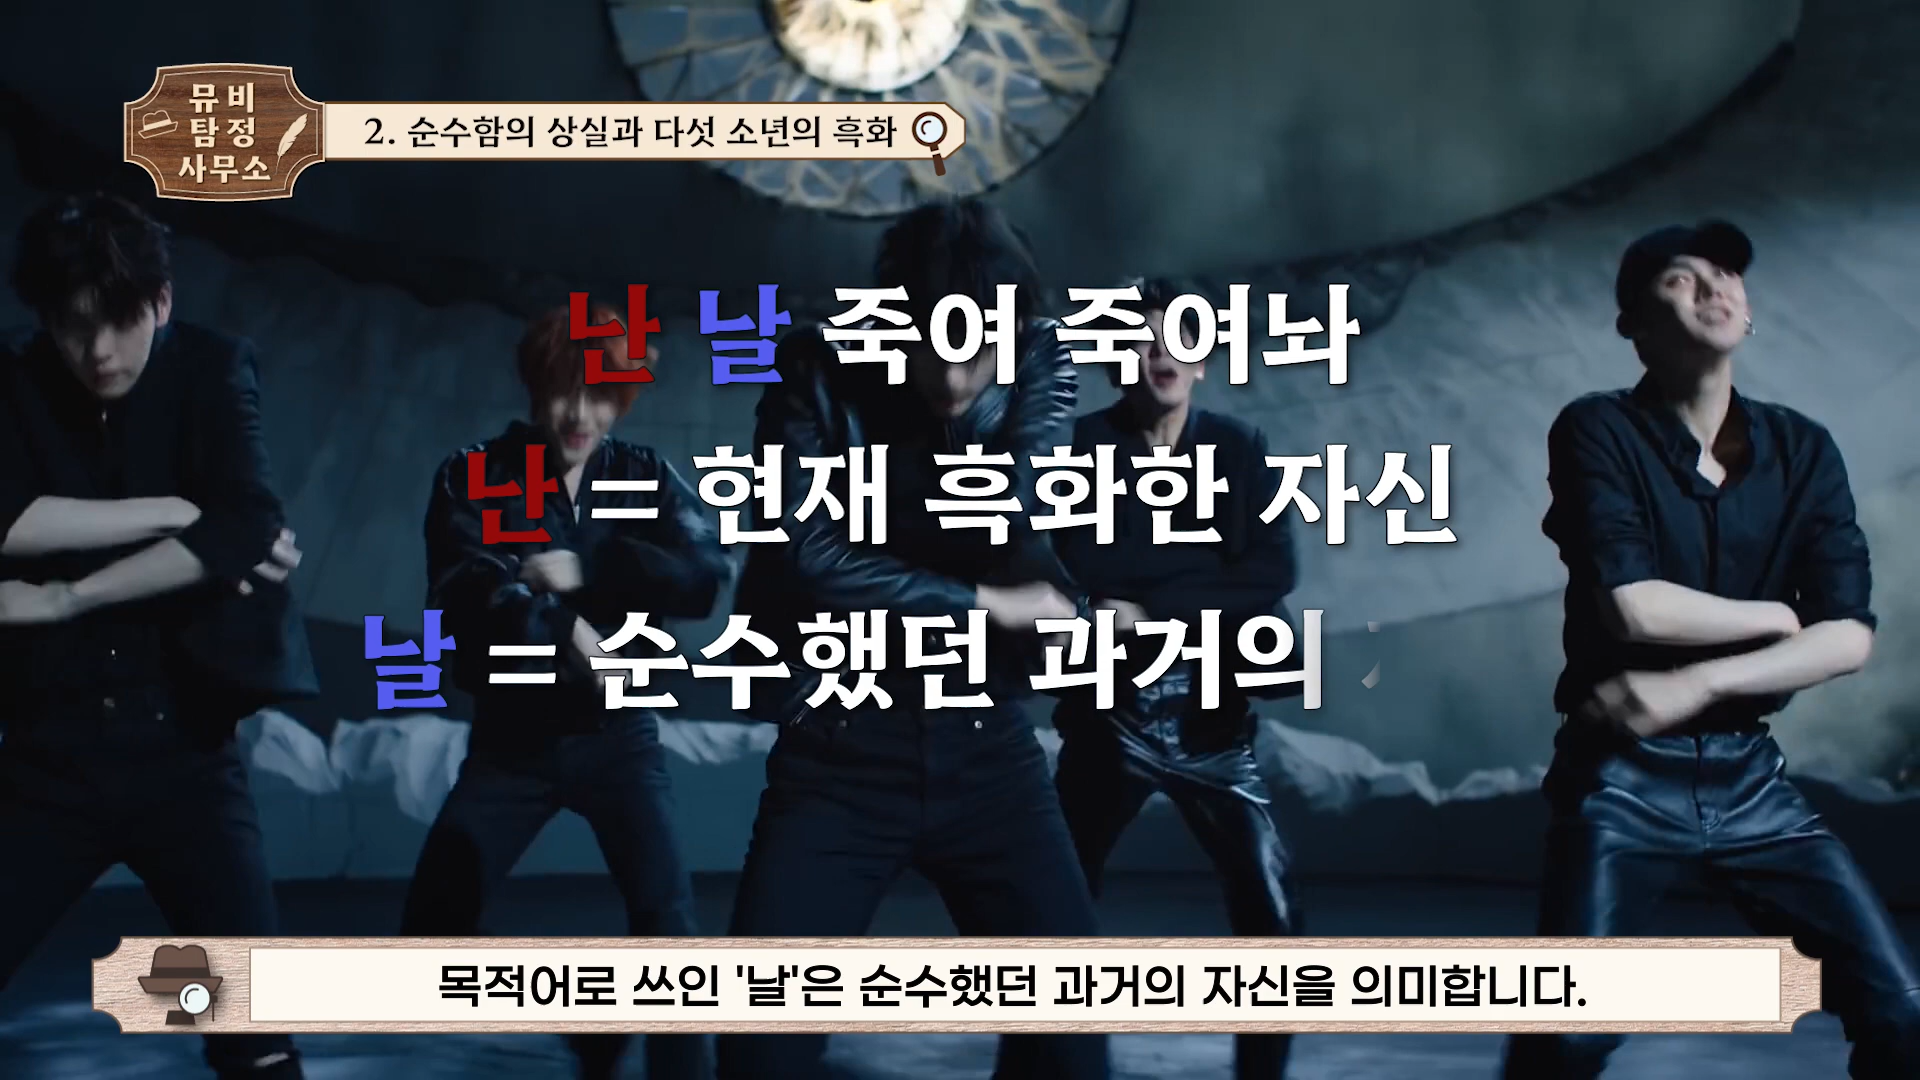 뮤비
탐정
사무소
2. 순수함의 상실과 다섯 소년의 흑화
난 날 죽여 죽여놔
난 = 현재 흑화한 자신
날 = 순수했던 과거의
목적어로 쓰인 '날'은 순수했던 과거의 자신을 의미합니다.